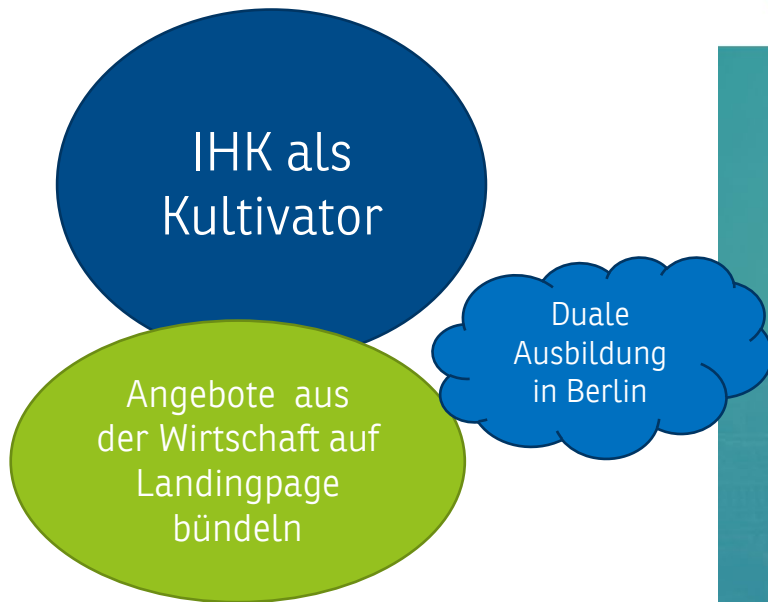 IHK als
Kultivator
Duale
Ausbildung
in Berlin
Angebote aus
der Wirtschaft auf
Landingpage
bündeln